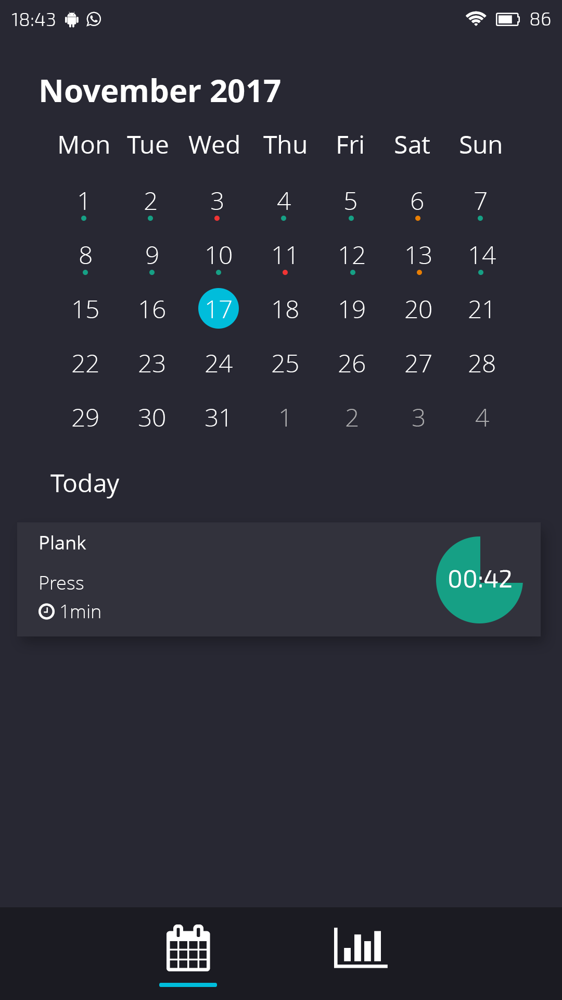 18:43 86
November 2017
Mon Tue Wed Thu Fri Sat Sun
1 2 3 4 5 6 7
8 9 10 11 12 13 14
15 16 17 18 19 20 21
22 23 24 25 26 27 28
29 30 31 1 2 3 4
Today
Plank
Press
1min
00:42